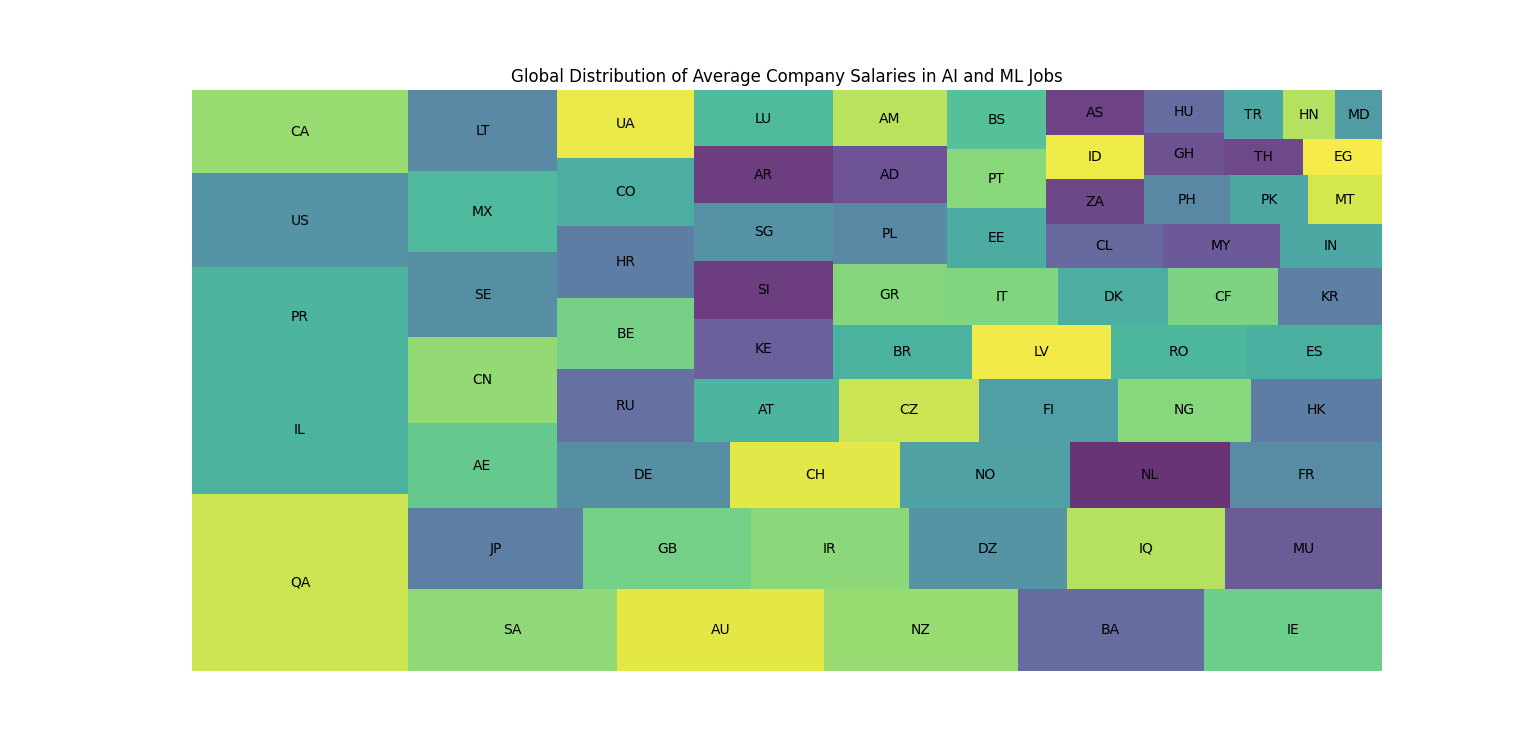 Global Distribution of Average Company Salaries in AI and ML Jobs
CA LT UA LU AM BS AS HU TR HN MD
ID GH TH EG
US MX CO AR AD PT ZA PH PK MT
PR SE HR SG PL EE CL MY IN
BE SI GR IT DK CF KR
CN RU KE BR LV RO ES
IL AE AT CZ FI NG HK
DE CH NO NL FR
QA JP GB IR DZ IQ MU
SA AU NZ BA IE